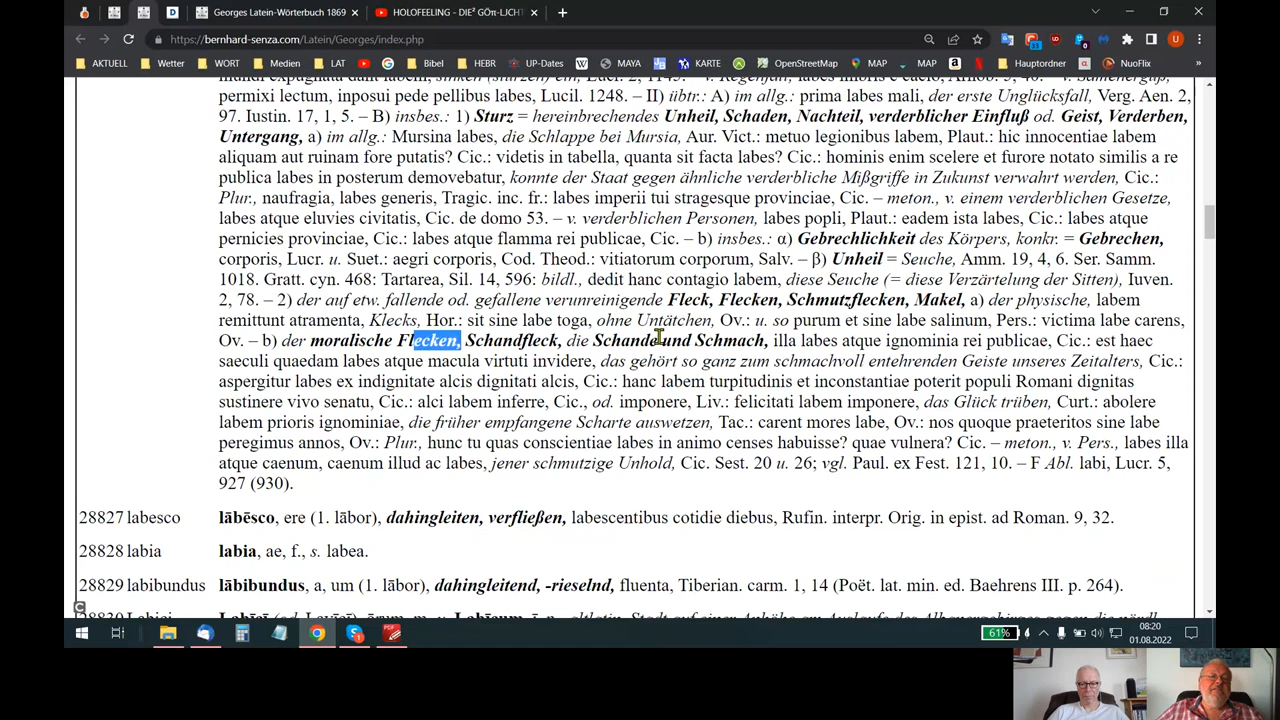 Georges Latein-Wörterbuch 1869
HOLOFEELING - DIE² GÖπ-LICHT
https://bernhard-senza.com/Latein/Georges/index.php
AKTUELL Wetter WORT Medien LAT Bibel HEBR UP-Dates MAYA KARTE OpenStreetMap MAP MAP Hauptordner NuoFlix
permixi lectum, inposui pede pellibus labes, Lucil. 1248. – II) übtr.: A) im allg.: prima labes mali, der erste Unglücksfall, Verg. Aen. 2,
97. Iustin. 17, 1, 5. – B) insbes.: 1) Sturz = hereinbrechendes Unheil, Schaden, Nachteil, verderblicher Einfluß od. Geist, Verderben,
Untergang, a) im allg.: Mursina labes, die Schlappe bei Mursia, Aur. Vict.: metuo legionibus labem, Plaut.: hic innocentiae labem
aliquam aut ruinam fore putatis? Cic.: videtis in tabella, quanta sit facta labes? Cic.: hominis enim scelere et furore notato similis a re
publica labes in posterum demovebatur, konnte der Staat gegen ähnliche verderbliche Mißgriffe in Zukunft verwahrt werden, Cic.:
Plur., naufragia, labes generis, Tragic. inc. fr.: labes imperii tui stragesque provinciae, Cic. – meton., v. einem verderblichen Gesetze,
labes atque eluvies civitatis, Cic. de domo 53. – v. verderblichen Personen, labes popli, Plaut.: eadem ista labes, Cic.: labes atque
pernicies provinciae, Cic.: labes atque flamma rei publicae, Cic. – b) insbes.: α) Gebrechlichkeit des Körpers, konkr. = Gebrechen,
corporis, Lucr. u. Suet.: aegri corporis, Cod. Theod.: vitiatorum corporum, Salv. – β) Unheil = Seuche, Amm. 19, 4, 6. Ser. Samm.
1018. Gratt. cyn. 468: Tartarea, Sil. 14, 596: bildl., dedit hanc contagio labem, diese Seuche (= diese Verzärtelung der Sitten), Iuven.
2, 78. – 2) der auf etw. fallende od. gefallene verunreinigende Fleck, Flecken, Schmutzflecken, Makel, a) der physische, labem
remittunt atramenta, Klecks, Hor.: sit sine labe toga, ohne Untätchen, Ov.: u. so purum et sine labe salinum, Pers.: victima labe carens,
Ov. – b) der moralische Flecken, Schandfleck, die Schande und Schmach, illa labes atque ignominia rei publicae, Cic.: est haec
saeculi quaedam labes atque macula virtuti invidere, das gehört so ganz zum schmachvoll entehrenden Geiste unseres Zeitalters, Cic.:
aspergitur labes ex indignitate alcis dignitati alcis, Cic.: hanc labem turpitudinis et inconstantiae poterit populi Romani dignitas
sustinere vivo senatu, Cic.: alci labem inferre, Cic., od. imponere, Liv.: felicitati labem imponere, das Glück trüben, Curt.: abolere
labem prioris ignominiae, die früher empfangene Scharte auswetzen, Tac.: carent mores labe, Ov.: nos quoque praeteritos sine labe
peregimus annos, Ov.: Plur., hunc tu quas conscientiae labes in animo censes habuisse? quae vulnera? Cic. – meton., v. Pers., labes illa
atque caenum, caenum illud ac labes, jener schmutzige Unhold, Cic. Sest. 20 u. 26; vgl. Paul. ex Fest. 121, 10. – F Abl. labi, Lucr. 5,
927 (930).
28827 labesco lābēsco, ere (1. lābor), dahingleiten, verfließen, labescentibus cotidie diebus, Rufin. interpr. Orig. in epist. ad Roman. 9, 32.
28828 labia labia, ae, f., s. labea.
28829 labibundus lābibundus, a, um (1. lābor), dahingleitend, -rieselnd, fluenta, Tiberian. carm. 1, 14 (Poët. lat. min. ed. Baehrens III. p. 264).
61% 08:20
01.08.2022